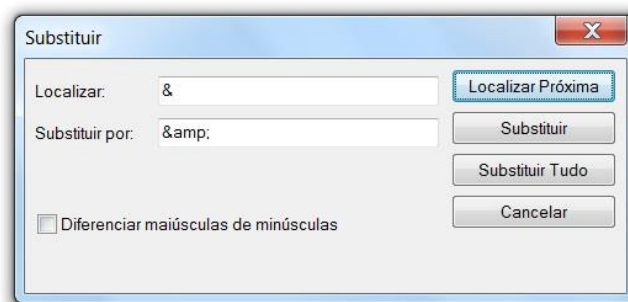 Substituir
Localizar: & Localizar Próxima
Substituir por: &amp; Substituir
Substituir Tudo
Cancelar
Diferenciar maiúsculas de minúsculas